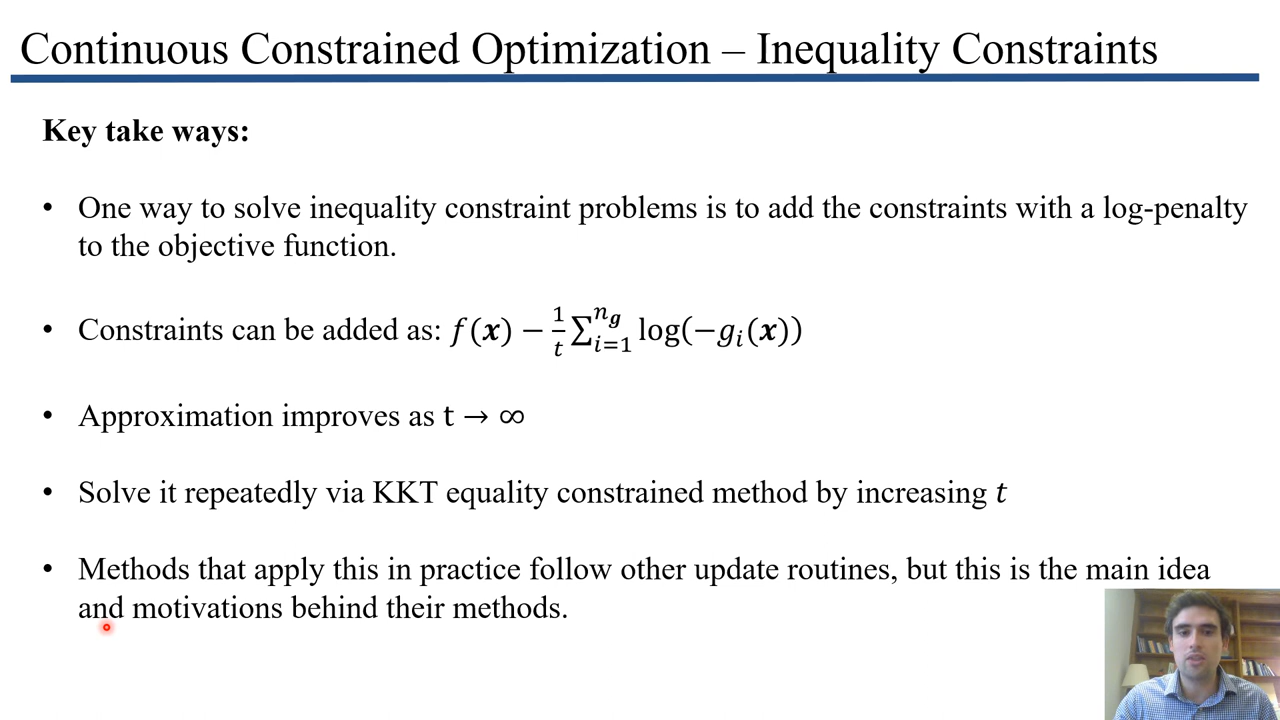 Continuous Constrained Optimization – Inequality Constraints
Key take ways:
• One way to solve inequality constraint problems is to add the constraints with a log-penalty
to the objective function.
• Constraints can be added as: f(x) − 1/t ∑_{i=1}^{n_g} log(−g_i(x))
• Approximation improves as t → ∞
• Solve it repeatedly via KKT equality constrained method by increasing t
• Methods that apply this in practice follow other update routines, but this is the main idea
and motivations behind their methods.